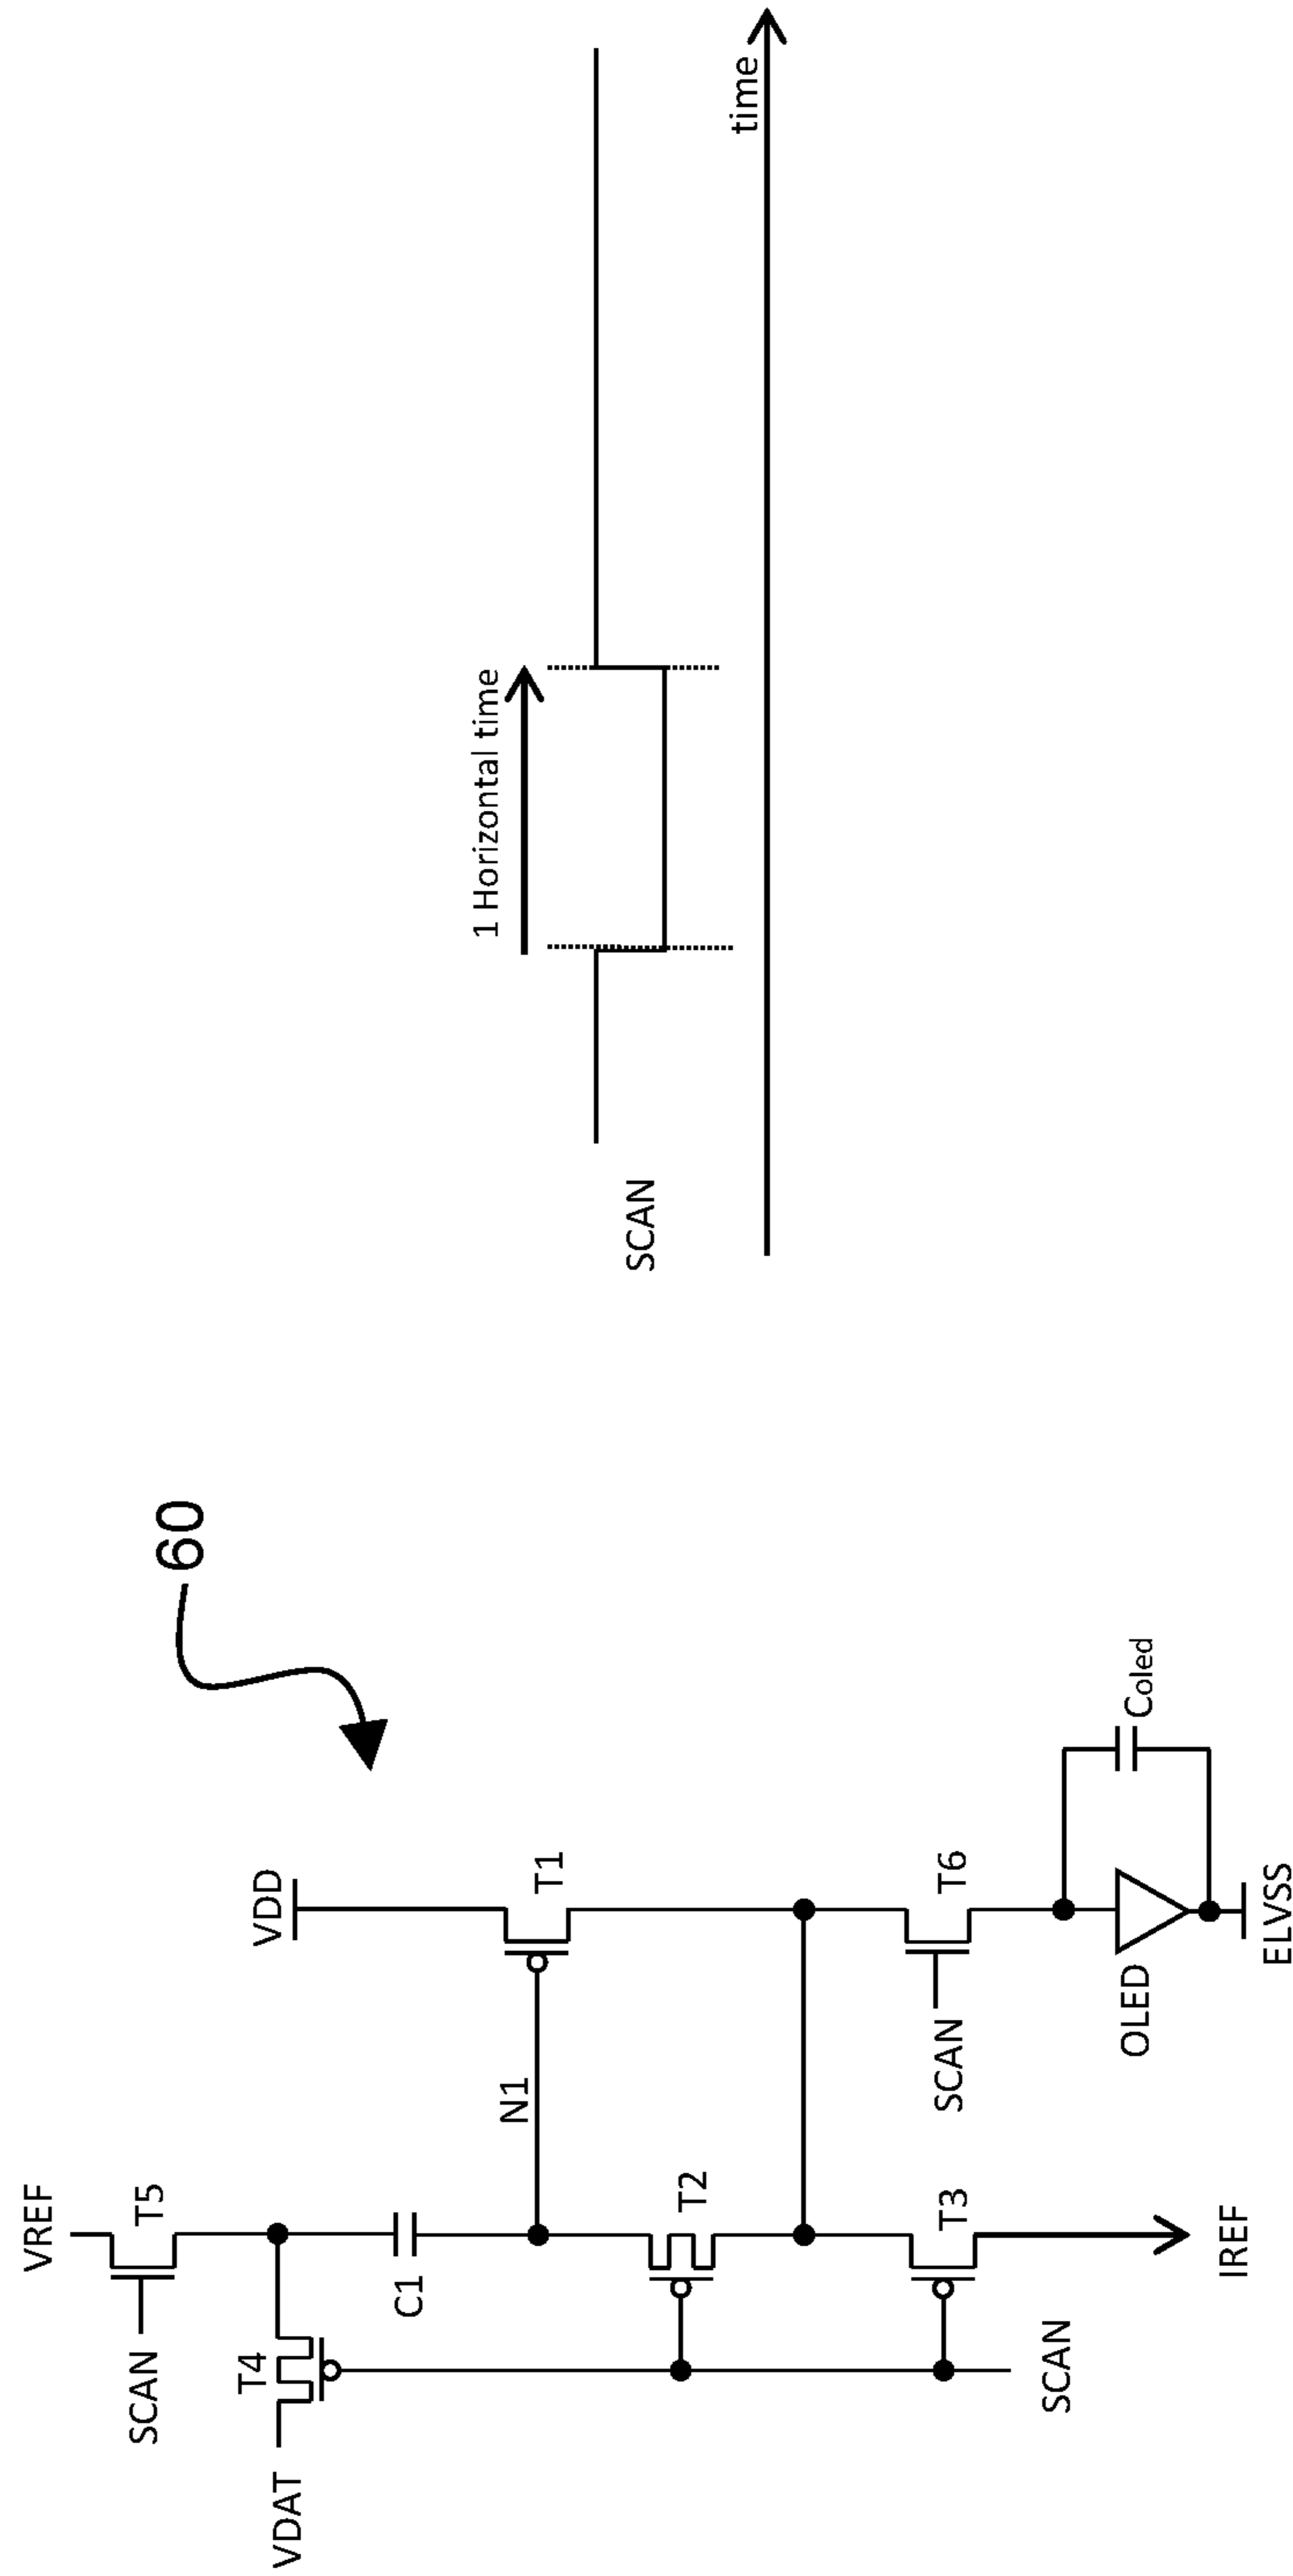 60
VREF
SCAN
T5
VDD
T4
VDAT
C1
N1
T1
T2
T3
SCAN
T6
SCAN
OLED
Coled
IREF
ELVSS
1 Horizontal time
SCAN
time